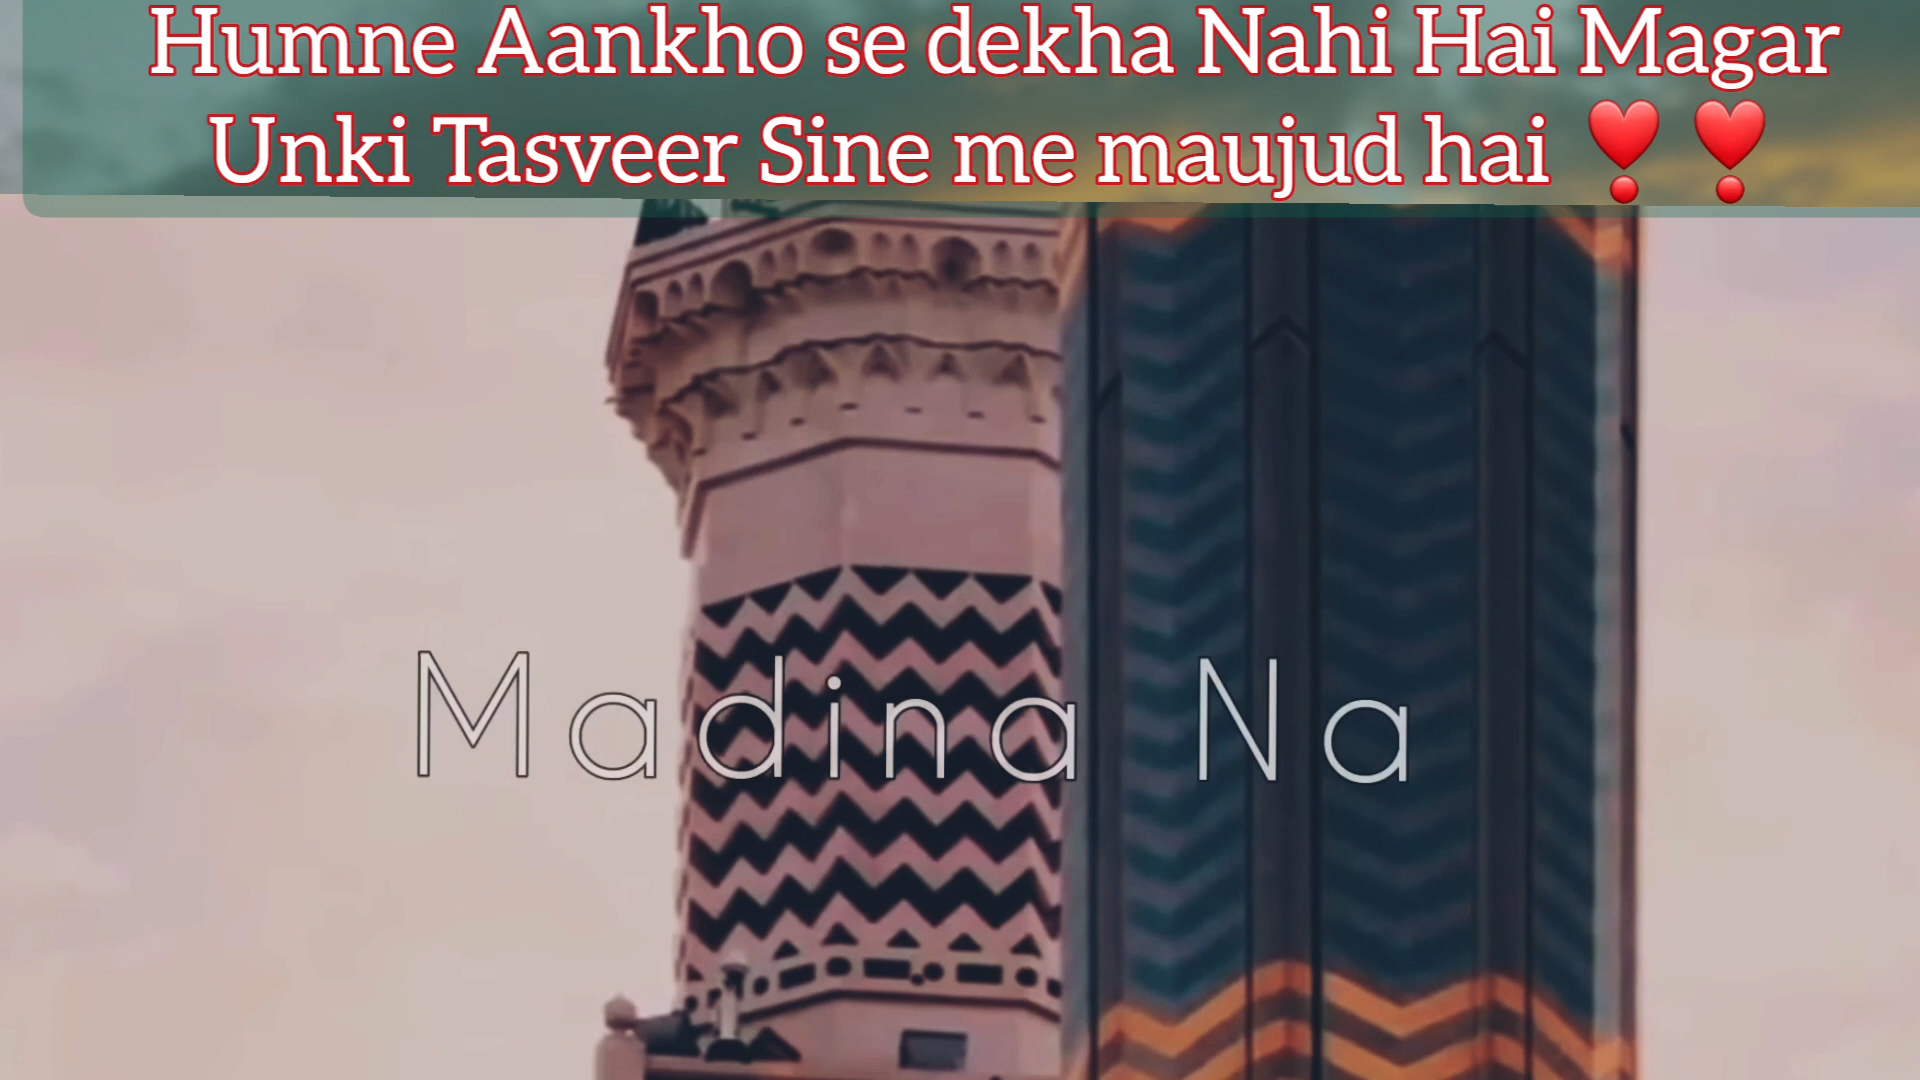 Humne Aankho se dekha Nahi Hai Magar
Unki Tasveer Sine me maujud hai ❣️ ❣️
Madina Na